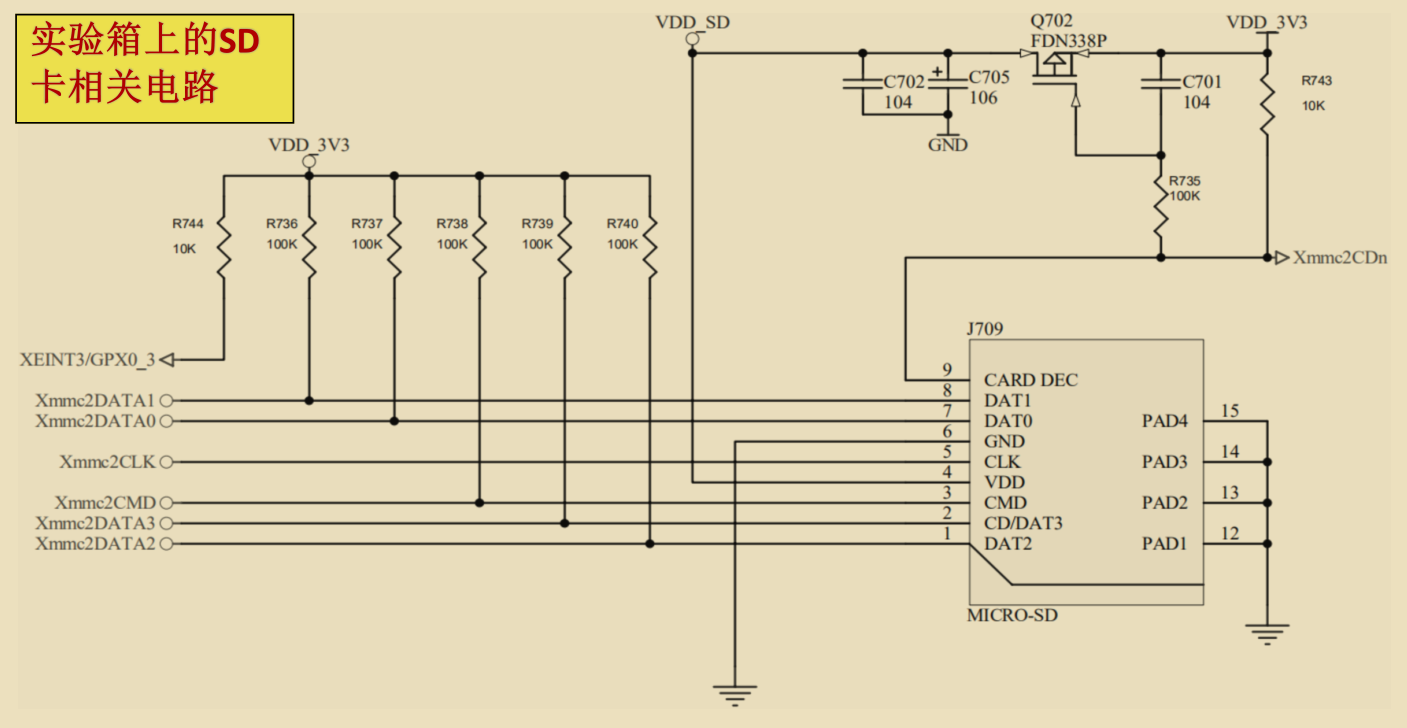 实验箱上的SD
卡相关电路
VDD_SD
Q702
FDN338P
VDD_3V3
C702
104
C705
106
C701
104
R743
10K
GND
VDD_3V3
R735
100K
R744
10K
R736
100K
R737
100K
R738
100K
R739
100K
R740
100K
Xmmc2CDn
J709
XEINT3/GPX0_3
Xmmc2DATA1
Xmmc2DATA0
Xmmc2CLK
Xmmc2CMD
Xmmc2DATA3
Xmmc2DATA2
9 CARD DEC
8 DAT1
7 DAT0
6 GND
5 CLK
4 VDD
3 CMD
2 CD/DAT3
1 DAT2
PAD4 15
PAD3 14
PAD2 13
PAD1 12
MICRO-SD